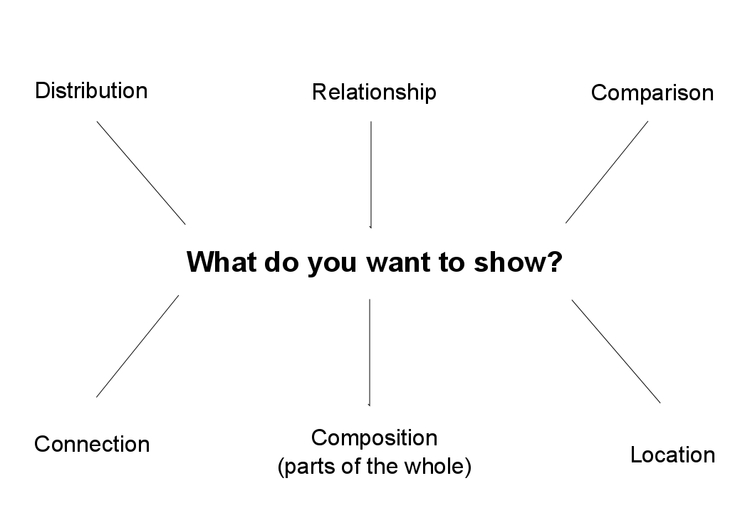 Distribution
Relationship
Comparison
What do you want to show?
Connection
Composition
(parts of the whole)
Location